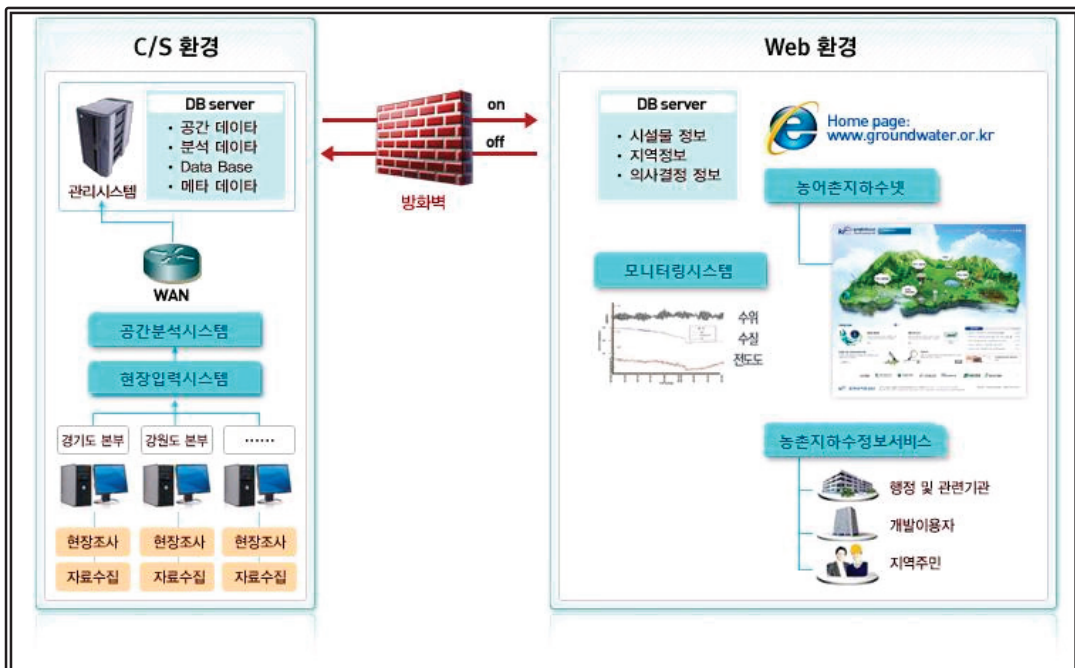 C/S 환경
DB server
• 공간 데이타
• 분석 데이타
• Data Base
• 메타 데이타
관리시스템
WAN
공간분석시스템
현장입력시스템
경기도 본부
강원도 본부
......
현장조사
현장조사
현장조사
자료수집
자료수집
자료수집
on
off
방화벽
Web 환경
DB server
• 시설물 정보
• 지역정보
• 의사결정 정보
Home page:
www.groundwater.or.kr
농어촌지하수넷
모니터링시스템
수위
수질
전도도
농촌지하수정보서비스
행정 및 관련기관
개발이용자
지역주민